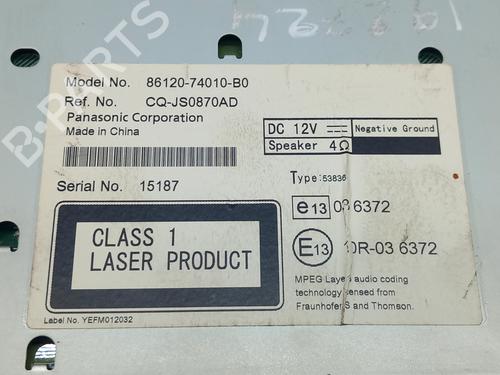 Model No. 86120-74010-B0
Ref. No. CQ-JS0870AD
Panasonic Corporation
Made in China
DC 12V Negative Ground
Speaker 4Ω
Serial No. 15187
Type:53836
e13 03 6372
CLASS 1
LASER PRODUCT
E13 10R-03 6372
MPEG Layer audio coding
technology licensed from
Fraunhofer IIS and Thomson.
Label No. YEFM012032
B-PARTS